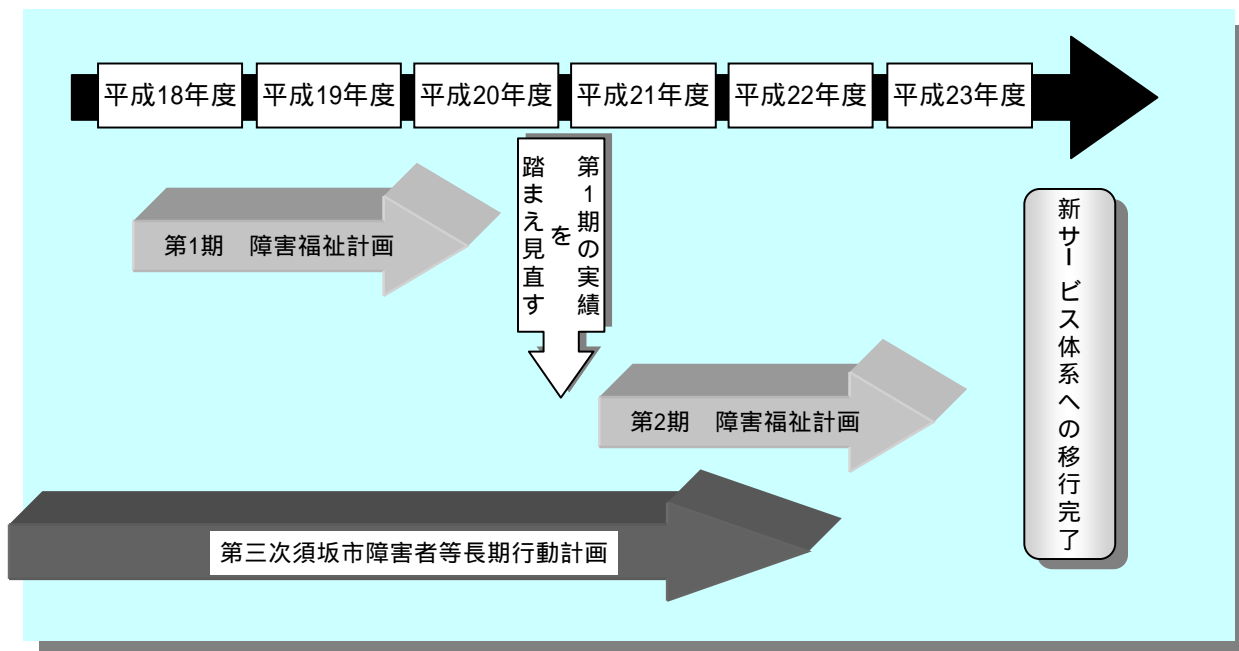 平成18年度
平成19年度
平成20年度
平成21年度
平成22年度
平成23年度
第1期の実績
を
踏まえ見直す
第1期　障害福祉計画
新サービス体系への移行完了
第2期　障害福祉計画
第三次須坂市障害者等長期行動計画